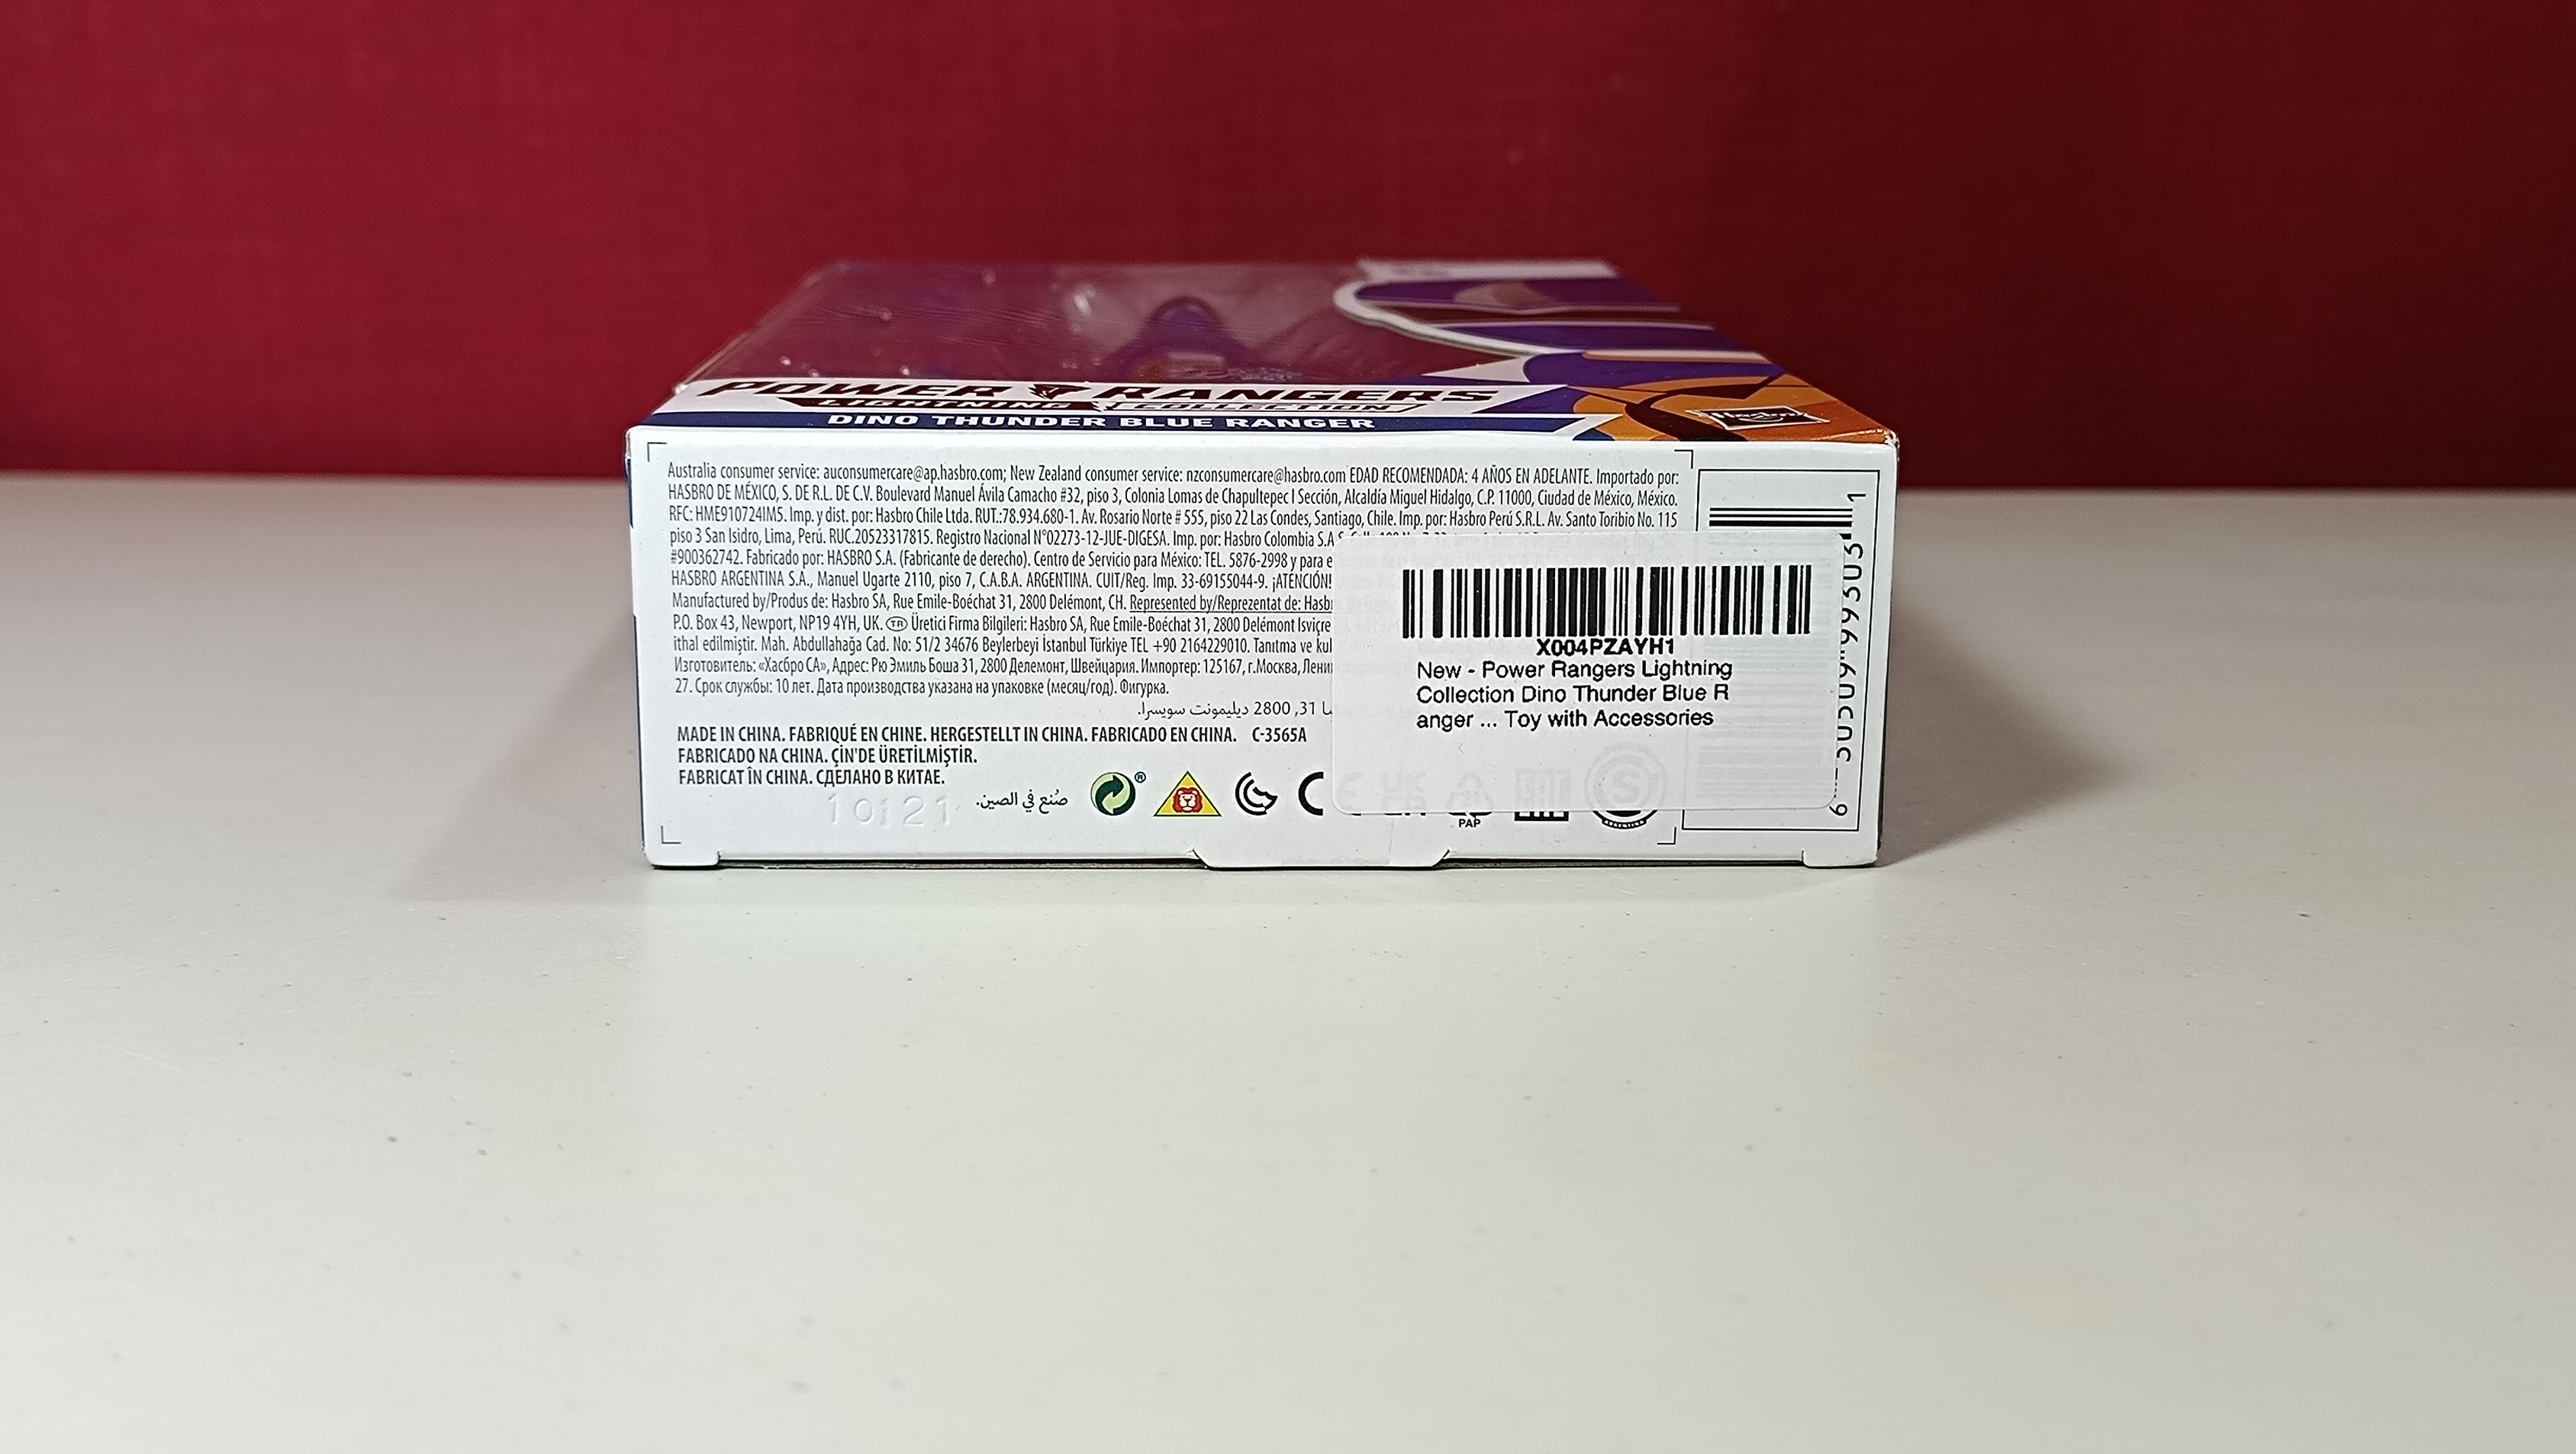 POWER RANGERS
LIGHTNING COLLECTION
DINO THUNDER BLUE RANGER
Hasbro
Australia consumer service: auconsumercare@ap.hasbro.com; New Zealand consumer service: nzconsumercare@hasbro.com EDAD RECOMENDADA: 4 AÑOS EN ADELANTE. Importado por:
HASBRO DE MÉXICO, S. DE R.L. DE C.V. Boulevard Manuel Ávila Camacho #32, piso 3, Colonia Lomas de Chapultepec I Sección, Alcaldía Miguel Hidalgo, C.P. 11000, Ciudad de México, México.
RFC: HME910724IM5. Imp. y dist. por: Hasbro Chile Ltda. RUT.:78.934.680-1. Av. Rosario Norte # 555, piso 22 Las Condes, Santiago, Chile. Imp. por: Hasbro Perú S.R.L. Av. Santo Toribio No. 115
piso 3 San Isidro, Lima, Perú. RUC.20523317815. Registro Nacional N°02273-12-JUE-DIGESA. Imp. por: Hasbro Colombia S.A
#900362742. Fabricado por: HASBRO S.A. (Fabricante de derecho). Centro de Servicio para México: TEL. 5876-2998 y para e
HASBRO ARGENTINA S.A., Manuel Ugarte 2110, piso 7, C.A.B.A. ARGENTINA. CUIT/Reg. Imp. 33-69155044-9. ¡ATENCIÓN!
Manufactured by/Produs de: Hasbro SA, Rue Emile-Boéchat 31, 2800 Delémont, CH. Represented by/Reprezentat de: Hasb
P.O. Box 43, Newport, NP19 4YH, UK. TR Üretici Firma Bilgileri: Hasbro SA, Rue Emile-Boéchat 31, 2800 Delémont Isviçre
ithal edilmiştir. Mah. Abdullahağa Cad. No: 51/2 34676 Beylerbeyi İstanbul Türkiye TEL +90 2164229010. Tanıtma ve kul
Изготовитель: «Хасбро СА», Адрес: Рю Эмиль Боша 31, 2800 Делемонт, Швейцария. Импортер: 125167, г.Москва, Лени
27. Срок службы: 10 лет. Дата производства указана на упаковке (месяц/год). Фигурка.
31, 2800 ديليمونت سويسرا.
MADE IN CHINA. FABRIQUÉ EN CHINE. HERGESTELLT IN CHINA. FABRICADO EN CHINA. C-3565A
FABRICADO NA CHINA. ÇİN'DE ÜRETİLMİŞTİR.
FABRICAT ÎN CHINA. СДЕЛАНО В КИТАЕ.
صُنع في الصين.
10121
PAP
ARGENTINA
X004PZAYH1
New - Power Rangers Lightning
Collection Dino Thunder Blue R
anger ... Toy with Accessories
6 30509 99303 1